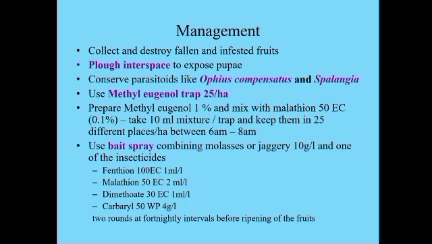 Management
• Collect and destroy fallen and infested fruits
• Plough interspace to expose pupae
• Conserve parasitoids like Ophius compensatus and Spalangia
• Use Methyl eugenol trap 25/ha
• Prepare Methyl eugenol 1 % and mix with malathion 50 EC
(0.1%) – take 10 ml mixture / trap and keep them in 25
different places/ha between 6am – 8am
• Use bait spray combining molasses or jaggery 10g/l and one
of the insecticides
– Fenthion 100EC 1ml/l
– Malathion 50 EC 2 ml/l
– Dimethoate 30 EC 1ml/l
– Carbaryl 50 WP 4g/l
two rounds at fortnightly intervals before ripening of the fruits